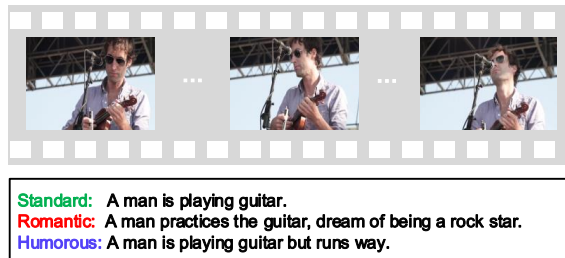 ... ...
Standard: A man is playing guitar.
Romantic: A man practices the guitar, dream of being a rock star.
Humorous: A man is playing guitar but runs way.